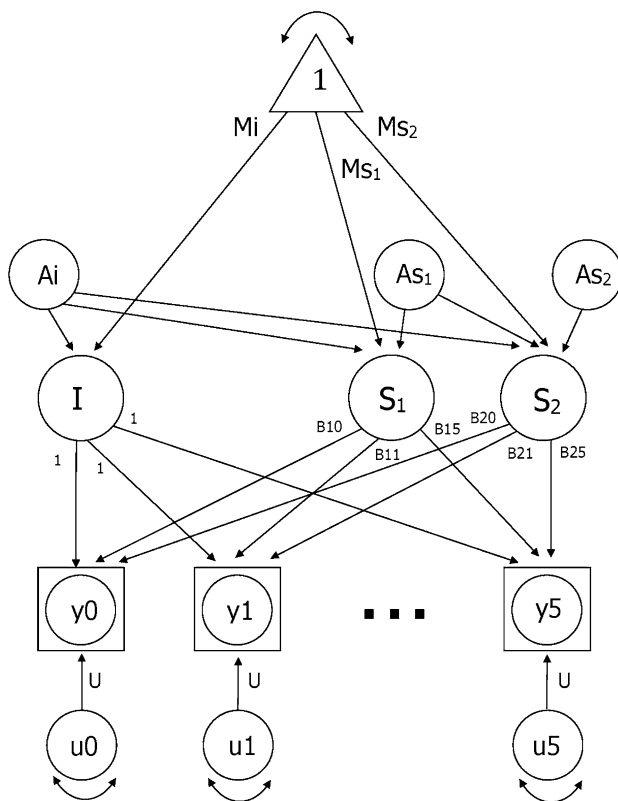 1
Mi
Ms₂
Ms₁
Ai
As₁
As₂
I
S₁
S₂
1
B10
B15
B20
1
1
B11
B21
B25
y0
y1
...
y5
U
U
U
u0
u1
u5